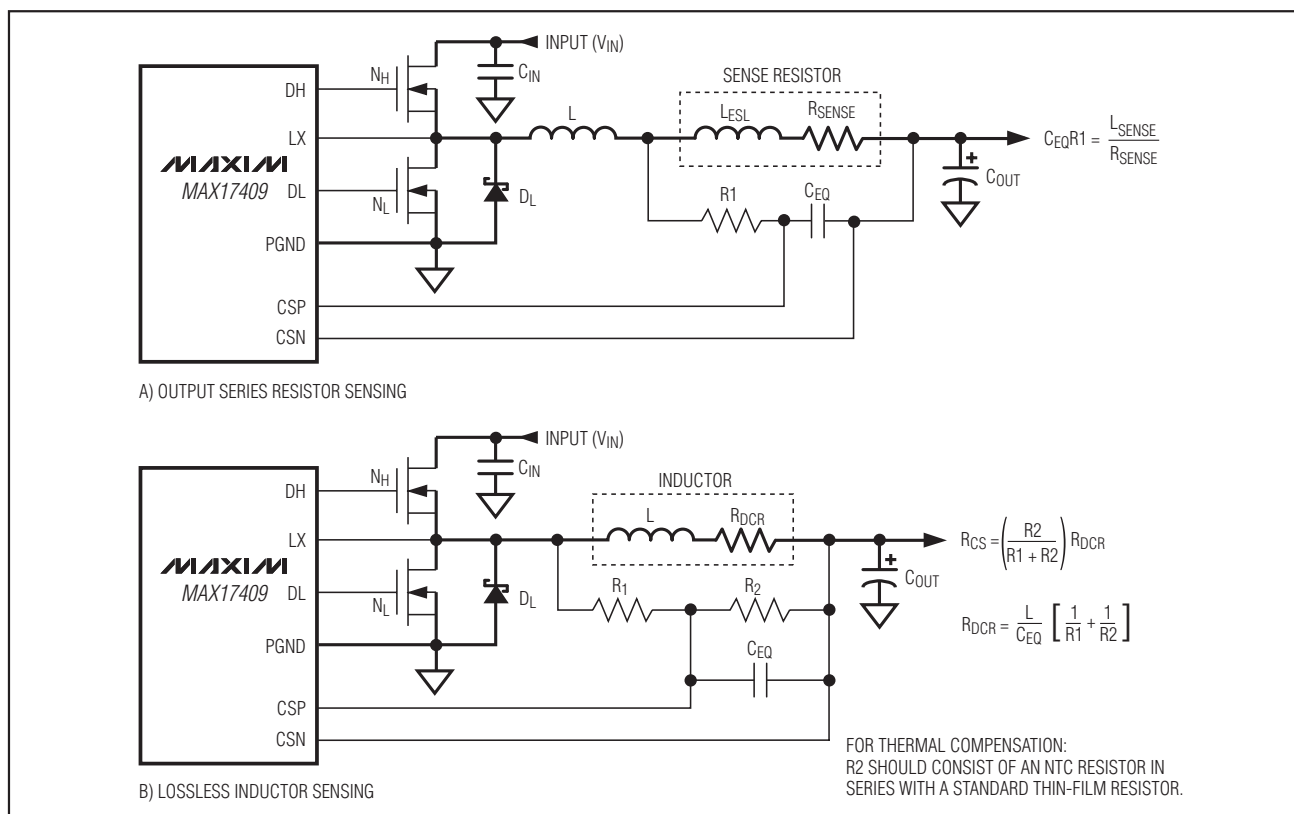 INPUT (VIN)
CIN
NH
DH
LX
MAXIM
MAX17409
DL
NL
PGND
CSP
CSN
DL
L
SENSE RESISTOR
LESL
RSENSE
R1
CEQ
COUT
+
CEQR1 = LSENSE / RSENSE
A) OUTPUT SERIES RESISTOR SENSING
INPUT (VIN)
CIN
NH
DH
LX
MAXIM
MAX17409
DL
NL
PGND
CSP
CSN
DL
INDUCTOR
L
RDCR
R1
R2
CEQ
COUT
+
RCS = (R2 / R1 + R2) RDCR
RDCR = L / CEQ [1 / R1 + 1 / R2]
FOR THERMAL COMPENSATION:
R2 SHOULD CONSIST OF AN NTC RESISTOR IN
SERIES WITH A STANDARD THIN-FILM RESISTOR.
B) LOSSLESS INDUCTOR SENSING